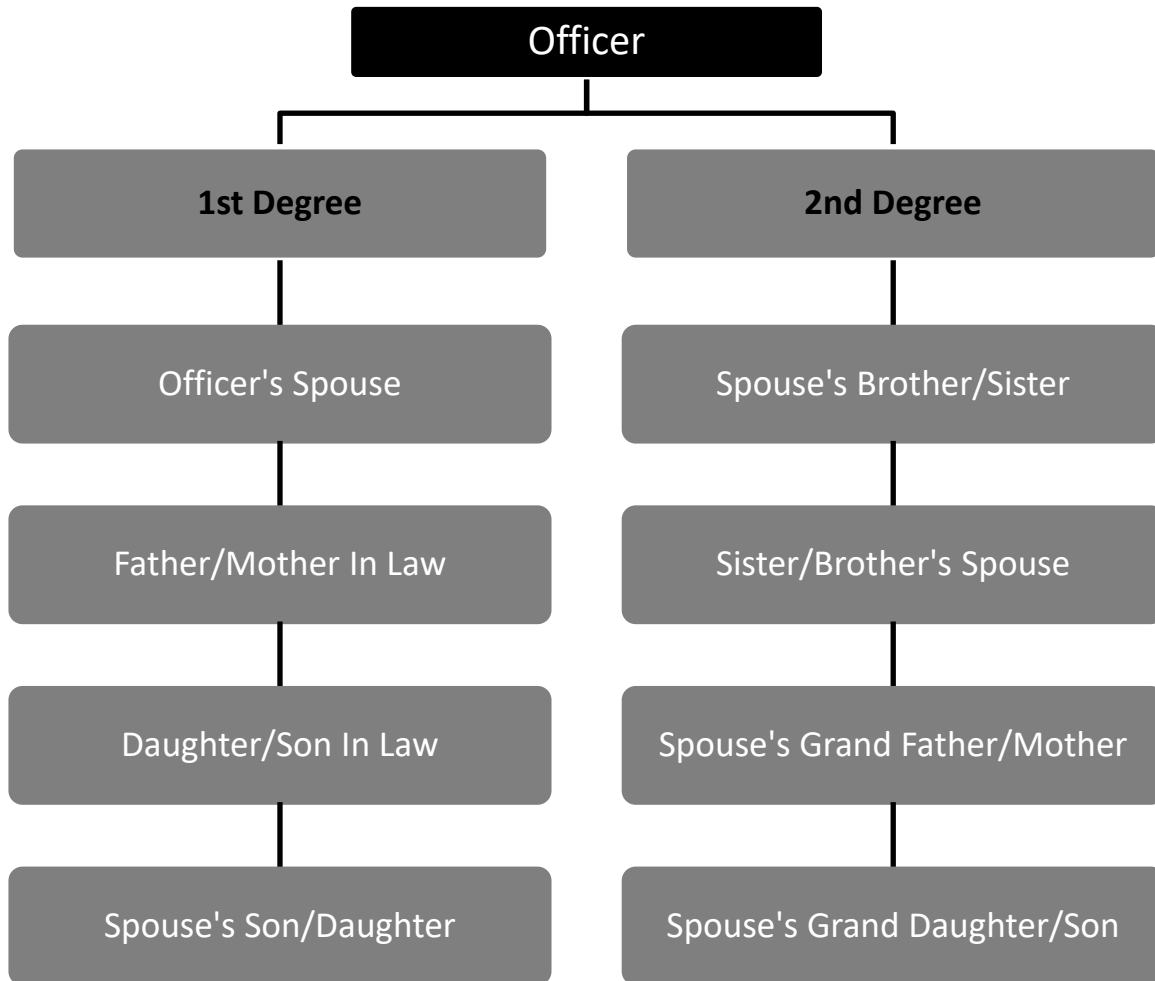 Officer
1st Degree
Officer's Spouse
Father/Mother In Law
Daughter/Son In Law
Spouse's Son/Daughter
2nd Degree
Spouse's Brother/Sister
Sister/Brother's Spouse
Spouse's Grand Father/Mother
Spouse's Grand Daughter/Son